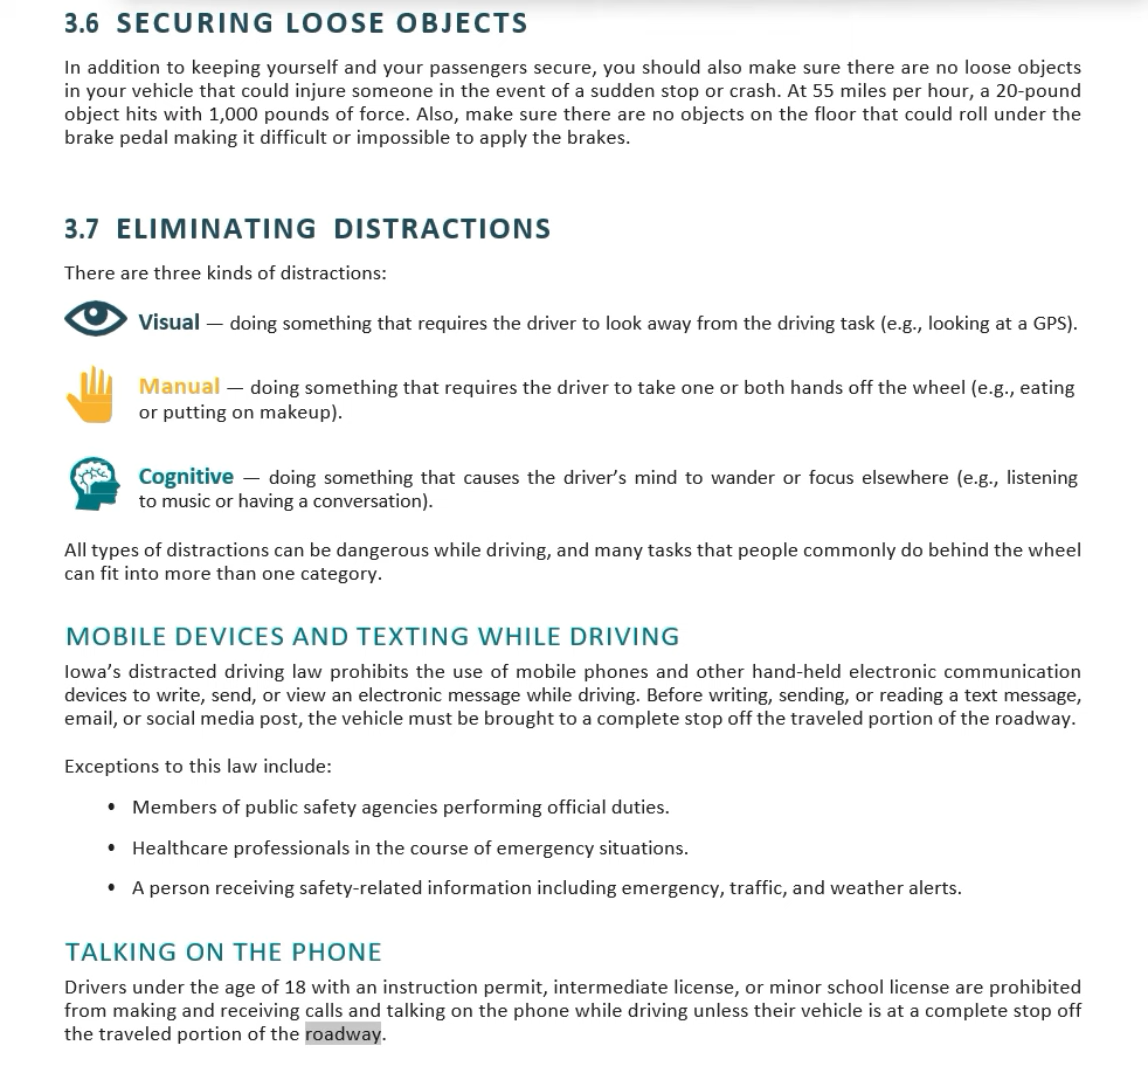 3.6 SECURING LOOSE OBJECTS
In addition to keeping yourself and your passengers secure, you should also make sure there are no loose objects
in your vehicle that could injure someone in the event of a sudden stop or crash. At 55 miles per hour, a 20-pound
object hits with 1,000 pounds of force. Also, make sure there are no objects on the floor that could roll under the
brake pedal making it difficult or impossible to apply the brakes.
3.7 ELIMINATING DISTRACTIONS
There are three kinds of distractions:
Visual — doing something that requires the driver to look away from the driving task (e.g., looking at a GPS).
Manual — doing something that requires the driver to take one or both hands off the wheel (e.g., eating
or putting on makeup).
Cognitive — doing something that causes the driver’s mind to wander or focus elsewhere (e.g., listening
to music or having a conversation).
All types of distractions can be dangerous while driving, and many tasks that people commonly do behind the wheel
can fit into more than one category.
MOBILE DEVICES AND TEXTING WHILE DRIVING
Iowa’s distracted driving law prohibits the use of mobile phones and other hand-held electronic communication
devices to write, send, or view an electronic message while driving. Before writing, sending, or reading a text message,
email, or social media post, the vehicle must be brought to a complete stop off the traveled portion of the roadway.
Exceptions to this law include:
• Members of public safety agencies performing official duties.
• Healthcare professionals in the course of emergency situations.
• A person receiving safety-related information including emergency, traffic, and weather alerts.
TALKING ON THE PHONE
Drivers under the age of 18 with an instruction permit, intermediate license, or minor school license are prohibited
from making and receiving calls and talking on the phone while driving unless their vehicle is at a complete stop off
the traveled portion of the roadway.